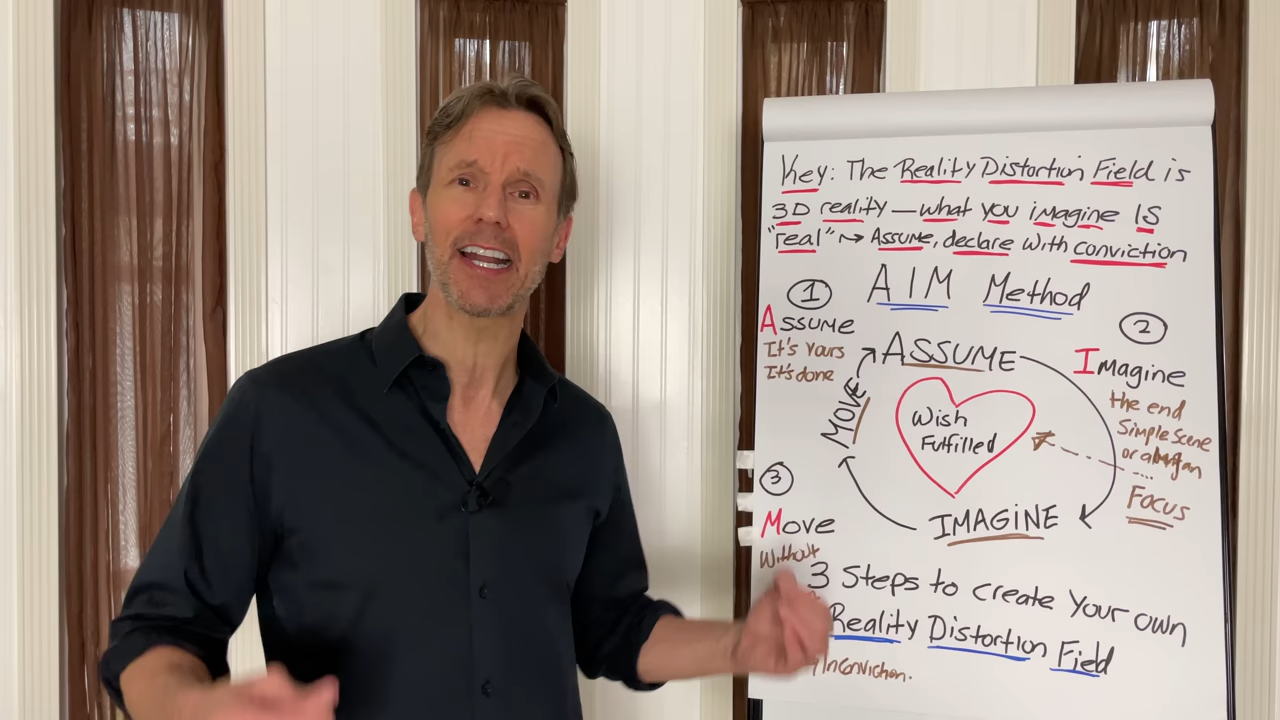 Key: The Reality Distortion Field is
3D reality — what you imagine IS
"real" → Assume, declare with conviction
AIM Method
1
Assume
It's yours
It's done
2
Imagine
the end
Simple scene
or a
Focus
ASSUME
MOVE
Wish
Fulfilled
IMAGINE
3
Move
Without
3 Steps to create Your own
Reality Distortion Field
In conviction.